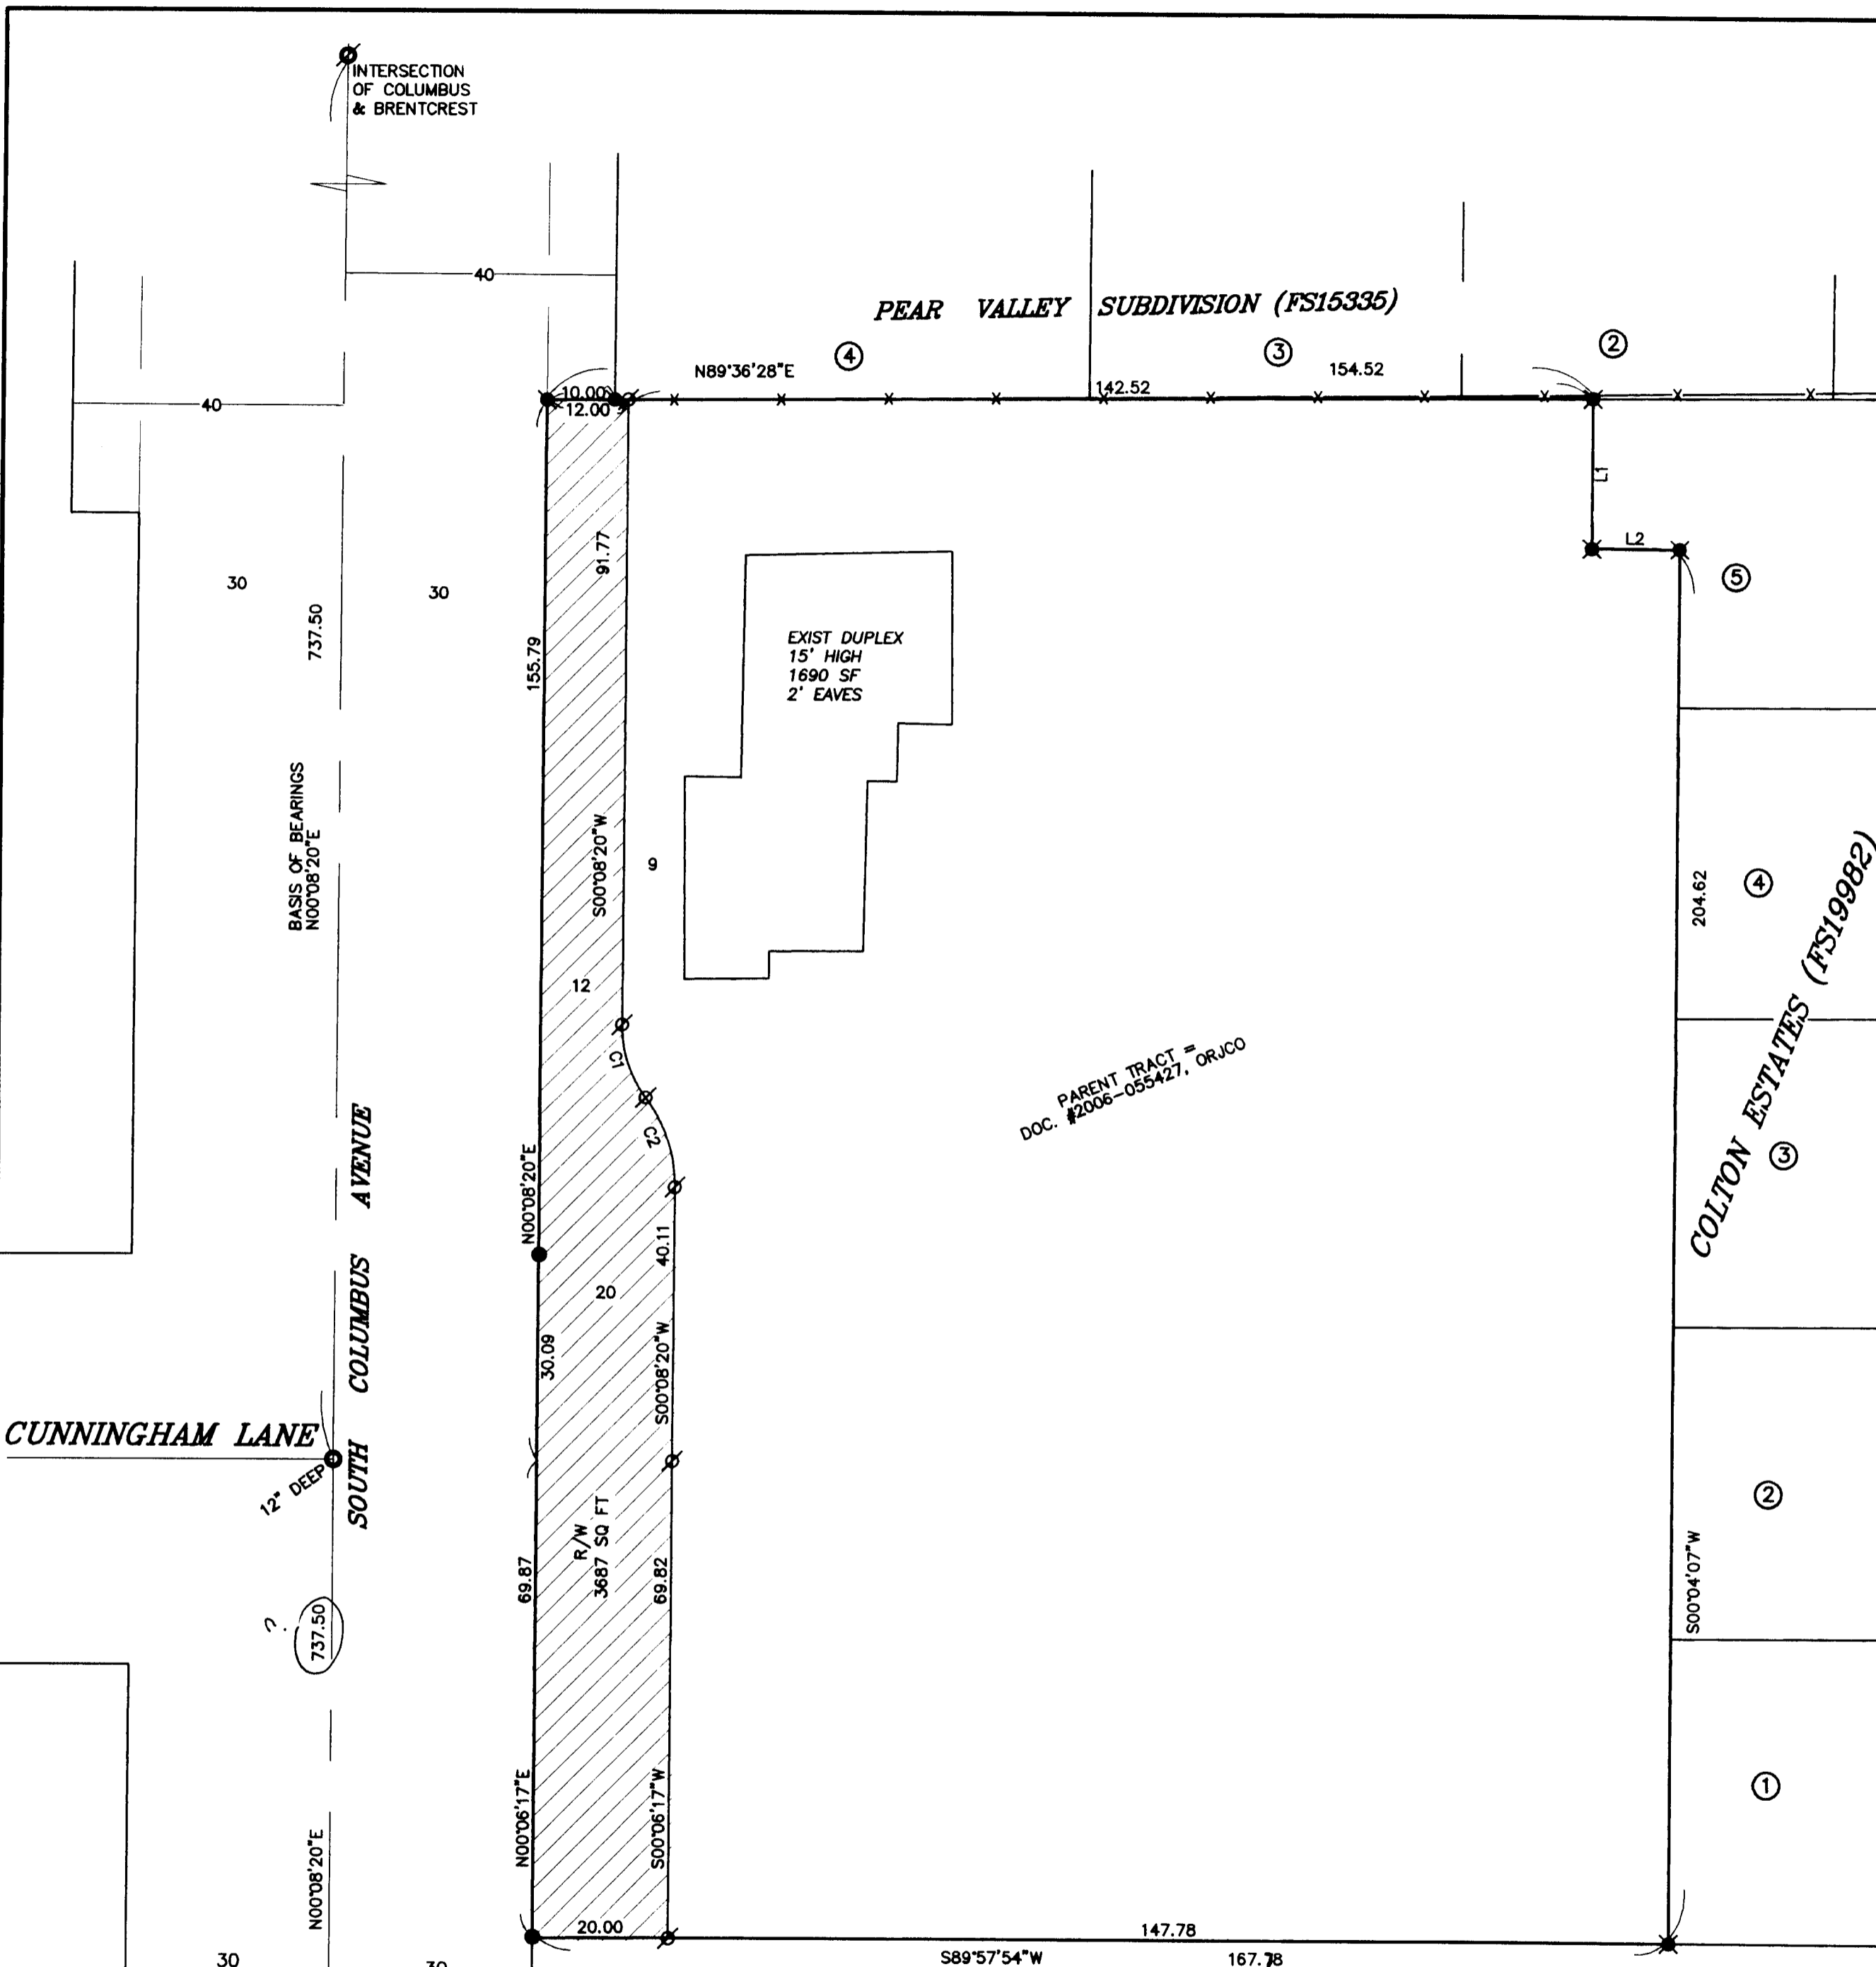 INTERSECTION
OF COLUMBUS
& BRENTCREST
40
PEAR VALLEY SUBDIVISION (FS15335)
4
3
2
N89°36'28"E
154.52
142.52
10.00
12.00
40
L1
L2
5
30
737.50
30
91.77
155.79
EXIST DUPLEX
15' HIGH
1690 SF
2' EAVES
BASIS OF BEARINGS
N00°08'20"E
S00°08'20"W
9
12
204.62
4
COLTON ESTATES (FS19982)
C1
C2
PARENT TRACT =
DOC. #2006-055427, ORJCO
3
N00°08'20"E
40.11
20
30.09
S00°08'20"W
SOUTH COLUMBUS AVENUE
CUNNINGHAM LANE
12" DEEP
2
R/W
3687 SQ FT
69.87
69.82
S00°04'07"W
?
737.50
1
N00°06'17"E
S00°06'17"W
N00°08'20"E
20.00
147.78
S89°57'54"W
167.78
30
30